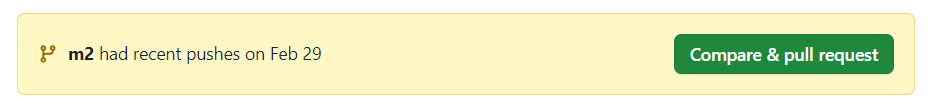 m2 had recent pushes on Feb 29
Compare & pull request